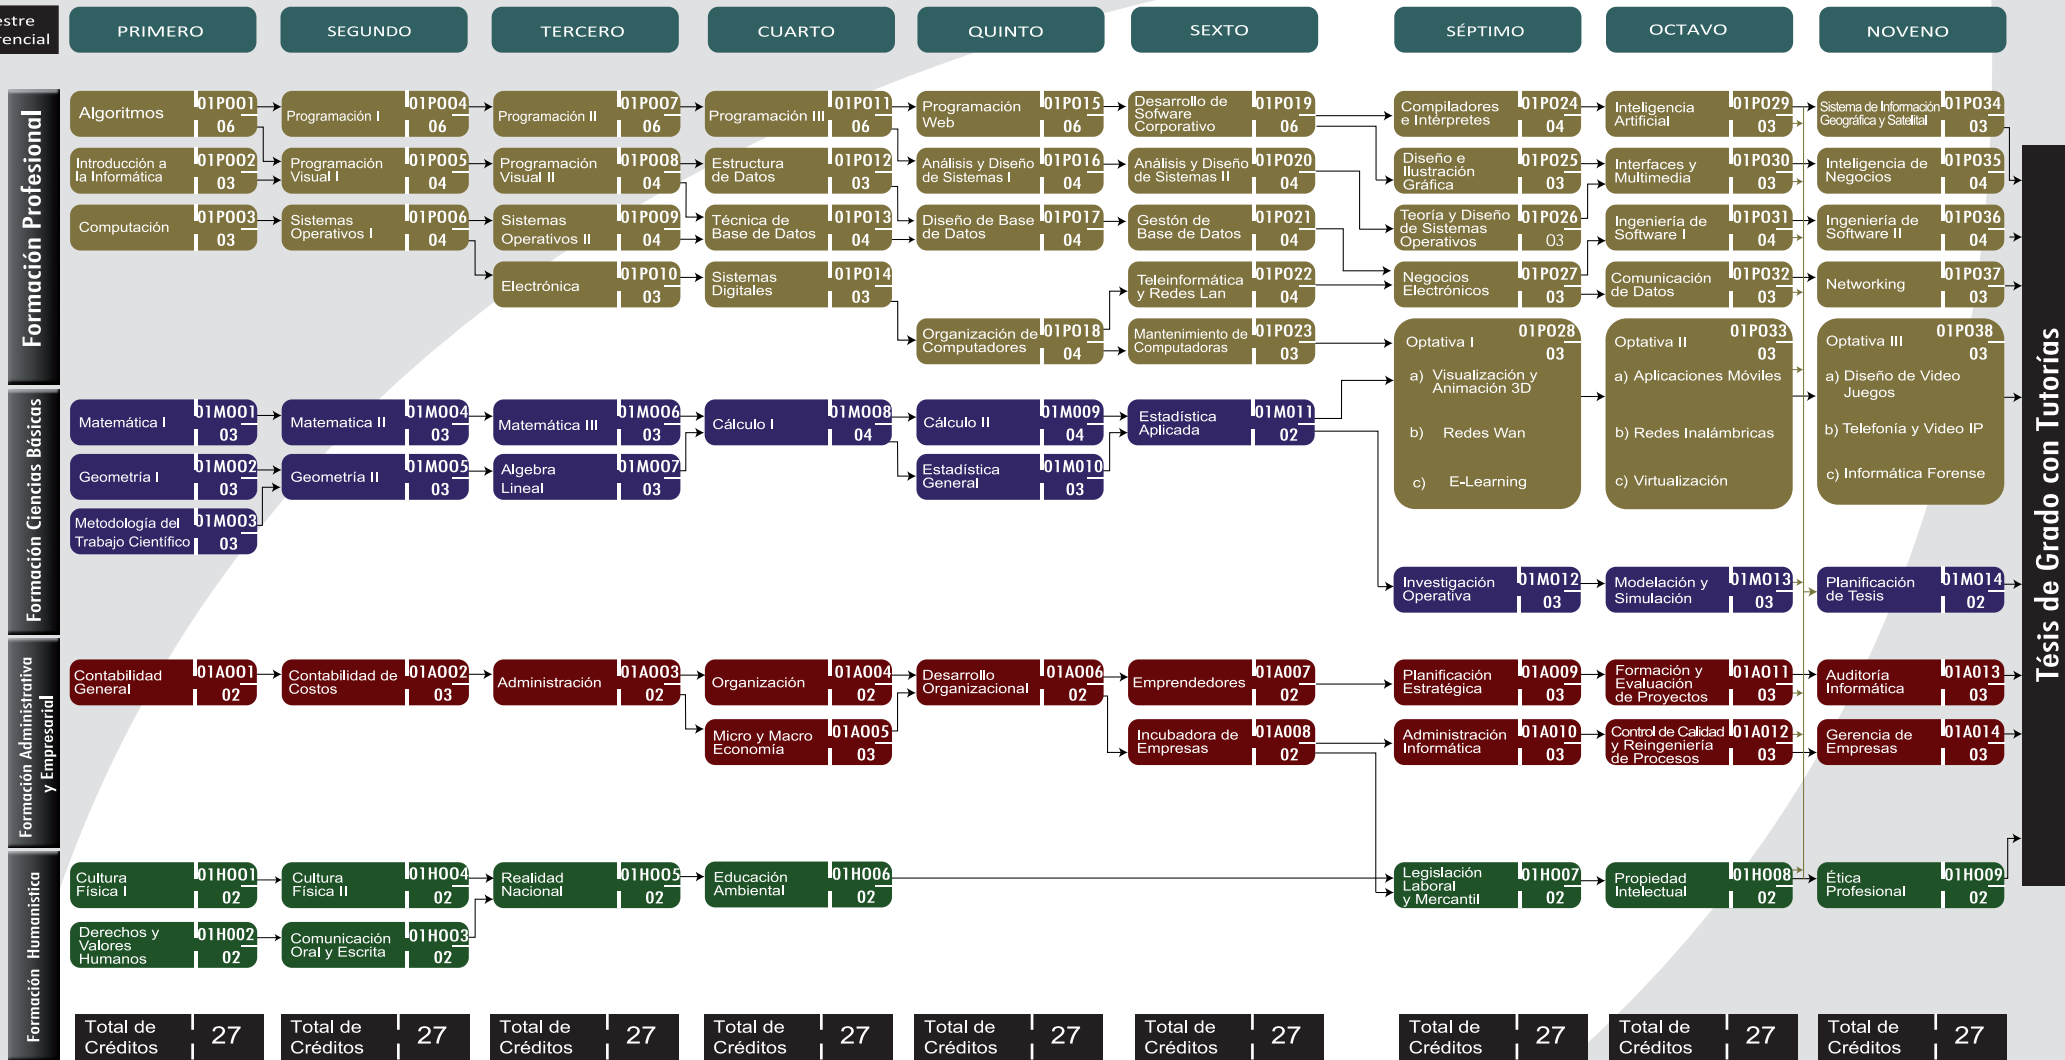 estre
rencial
PRIMERO
SEGUNDO
TERCERO
CUARTO
QUINTO
SEXTO
SÉPTIMO
OCTAVO
NOVENO
Formación Profesional
Algoritmos 01P001 06
Programación I 01P004 06
Programación II 01P007 06
Programación III 01P011 06
Programación
Web 01P015 06
Desarrollo de
Sofware
Corporativo 01P019 06
Compiladores
e Intérpretes 01P024 04
Inteligencia
Artificial 01P029 03
Sistema de Información
Geográfica y Satelital 01P034 03
Introducción a
la Informática 01P002 03
Programación
Visual I 01P005 04
Programación
Visual II 01P008 04
Estructura
de Datos 01P012 03
Análisis y Diseño
de Sistemas I 01P016 04
Análisis y Diseño
de Sistemas II 01P020 04
Diseño e
Ilustración
Gráfica 01P025 03
Interfaces y
Multimedia 01P030 03
Inteligencia de
Negocios 01P035 04
Computación 01P003 03
Sistemas
Operativos I 01P006 04
Sistemas
Operativos II 01P009 04
Técnica de
Base de Datos 01P013 04
Diseño de Base
de Datos 01P017 04
Gestón de
Base de Datos 01P021 04
Teoría y Diseño
de Sistemas
Operativos 01P026 03
Ingeniería de
Software I 01P031 04
Ingeniería de
Software II 01P036 04
Electrónica 01P010 03
Sistemas
Digitales 01P014 03
Teleinformática
y Redes Lan 01P022 04
Negocios
Electrónicos 01P027 03
Comunicación
de Datos 01P032 03
Networking 01P037 03
Organización de
Computadores 01P018 04
Mantenimiento de
Computadoras 01P023 03
Optativa I 01P028 03
a) Visualización y
Animación 3D
b) Redes Wan
c) E-Learning
Optativa II 01P033 03
a) Aplicaciones Móviles
b) Redes Inalámbricas
c) Virtualización
Optativa III 01P038 03
a) Diseño de Video
Juegos
b) Telefonía y Video IP
c) Informática Forense
Formación Ciencias Básicas
Matemática I 01M001 03
Matematica II 01M004 03
Matemática III 01M006 03
Cálculo I 01M008 04
Cálculo II 01M009 04
Estadística
Aplicada 01M011 02
Geometría I 01M002 03
Geometría II 01M005 03
Algebra
Lineal 01M007 03
Estadística
General 01M010 03
Metodología del
Trabajo Científico 01M003 03
Investigación
Operativa 01M012 03
Modelación y
Simulación 01M013 03
Planificación
de Tesis 01M014 02
Formación Administrativa
y Empresarial
Contabilidad
General 01A001 02
Contabilidad de
Costos 01A002 03
Administración 01A003 02
Organización 01A004 02
Desarrollo
Organizacional 01A006 02
Emprendedores 01A007 02
Planificación
Estratégica 01A009 03
Formación y
Evaluación
de Proyectos 01A011 03
Auditoría
Informática 01A013 03
Micro y Macro
Economía 01A005 03
Incubadora de
Empresas 01A008 02
Administración
Informática 01A010 03
Control de Calidad
y Reingeniería
de Procesos 01A012 03
Gerencia de
Empresas 01A014 03
Formación Humanistica
Cultura
Física I 01H001 02
Cultura
Física II 01H004 02
Realidad
Nacional 01H005 02
Educación
Ambiental 01H006 02
Legislación
Laboral
y Mercantil 01H007 02
Propiedad
Intelectual 01H008 02
Ética
Profesional 01H009 02
Derechos y
Valores
Humanos 01H002 02
Comunicación
Oral y Escrita 01H003 02
Tésis de Grado con Tutorías
Total de
Créditos 27
Total de
Créditos 27
Total de
Créditos 27
Total de
Créditos 27
Total de
Créditos 27
Total de
Créditos 27
Total de
Créditos 27
Total de
Créditos 27
Total de
Créditos 27